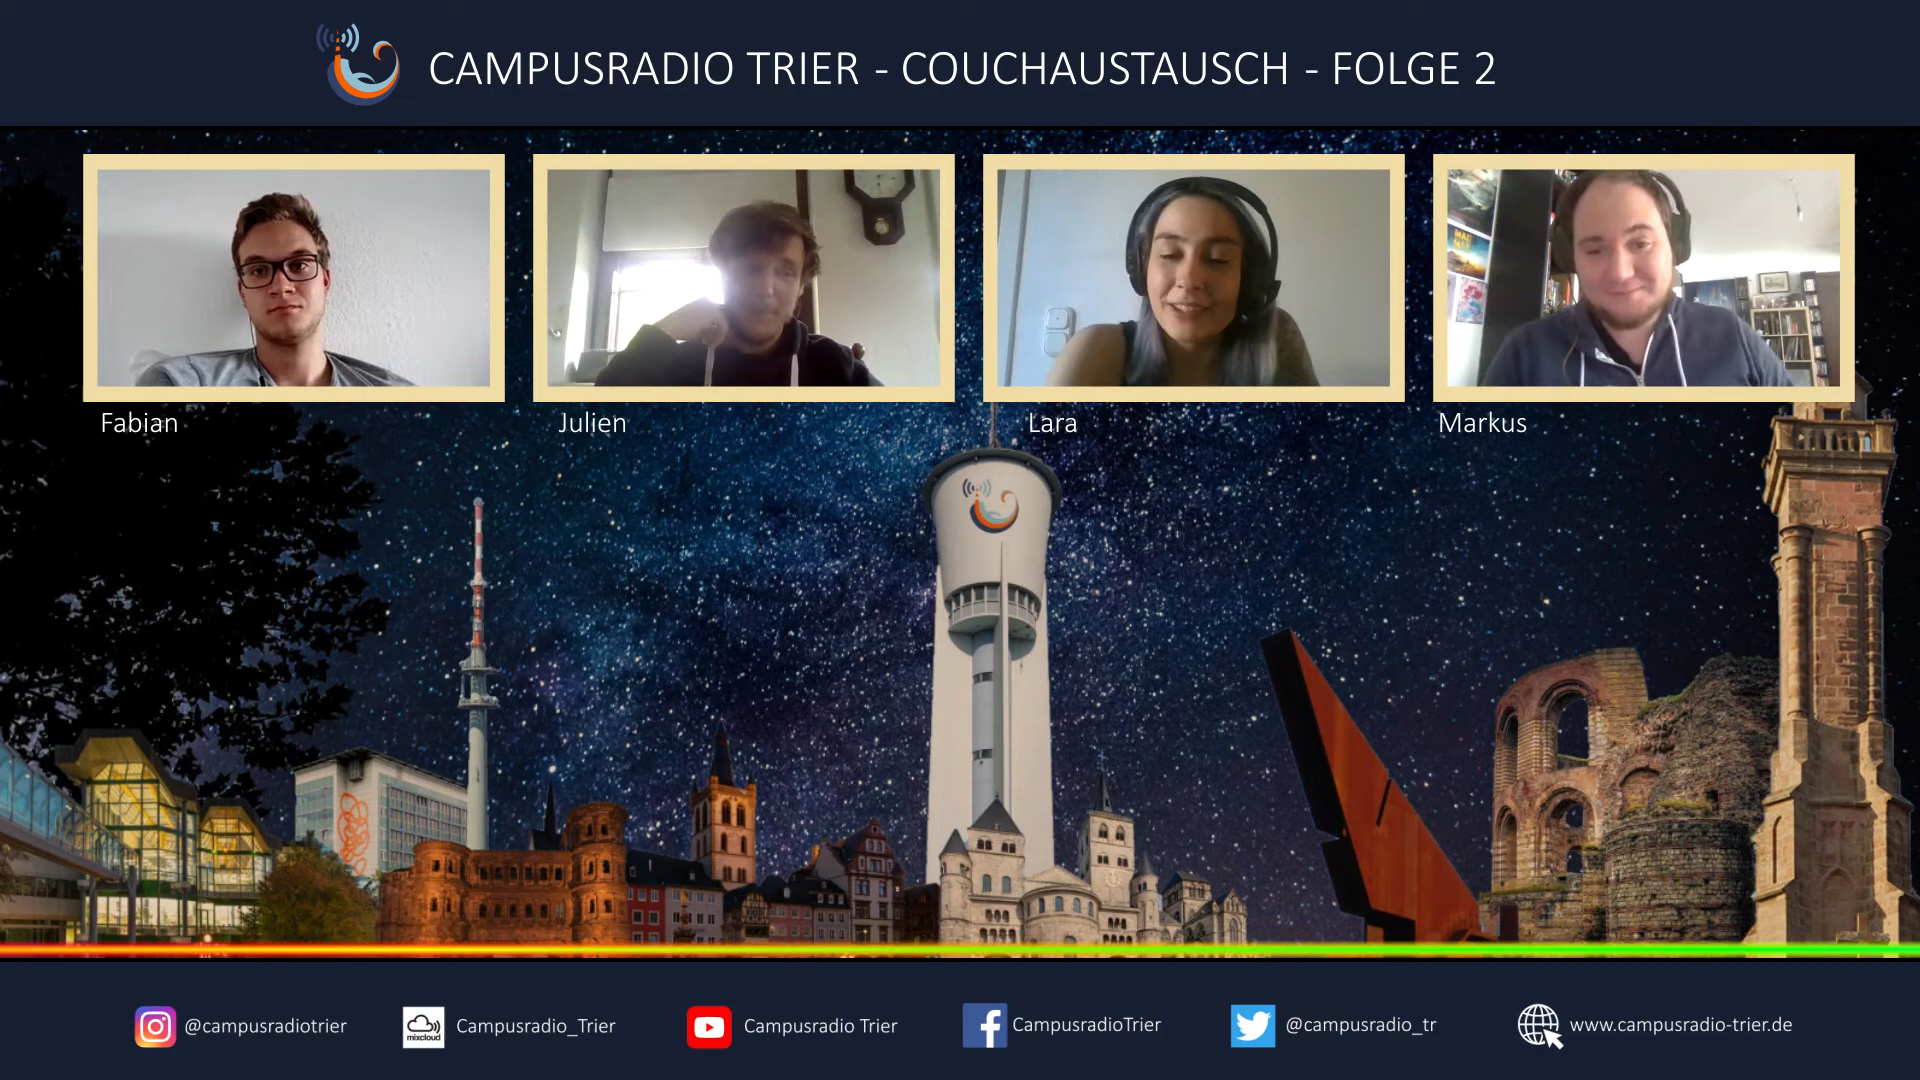 CAMPUSRADIO TRIER - COUCHAUSTAUSCH - FOLGE 2
Fabian
Julien
Lara
Markus
@campusradiotrier
mixcloud
Campusradio_Trier
Campusradio Trier
CampusradioTrier
@campusradio_tr
www.campusradio-trier.de